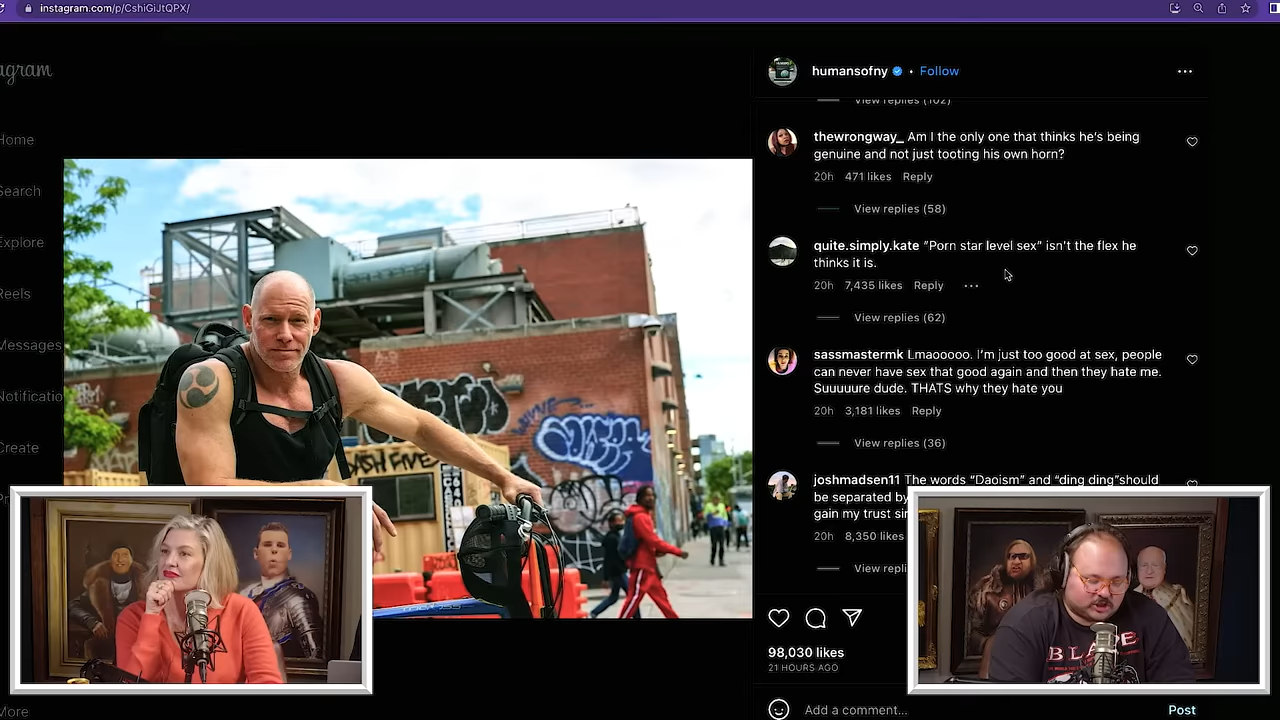 instagram.com/p/CshiGiJtQPX/
agram
humansofny • Follow
Home
Search
Explore
Reels
Messages
Notificatio
Create
More
View replies (102)
thewrongway_ Am I the only one that thinks he's being
genuine and not just tooting his own horn?
20h 471 likes Reply
View replies (58)
quite.simply.kate "Porn star level sex" isn't the flex he
thinks it is.
20h 7,435 likes Reply
View replies (62)
sassmastermk Lmaooooo. I'm just too good at sex, people
can never have sex that good again and then they hate me.
Suuuuure dude. THATS why they hate you
20h 3,181 likes Reply
View replies (36)
joshmadsen11 The words "Daoism" and "ding ding"should
be separated by
gain my trust sir
20h 8,350 likes
View repli
98,030 likes
21 HOURS AGO
Add a comment...
Post
DASH FIVE
BLADE